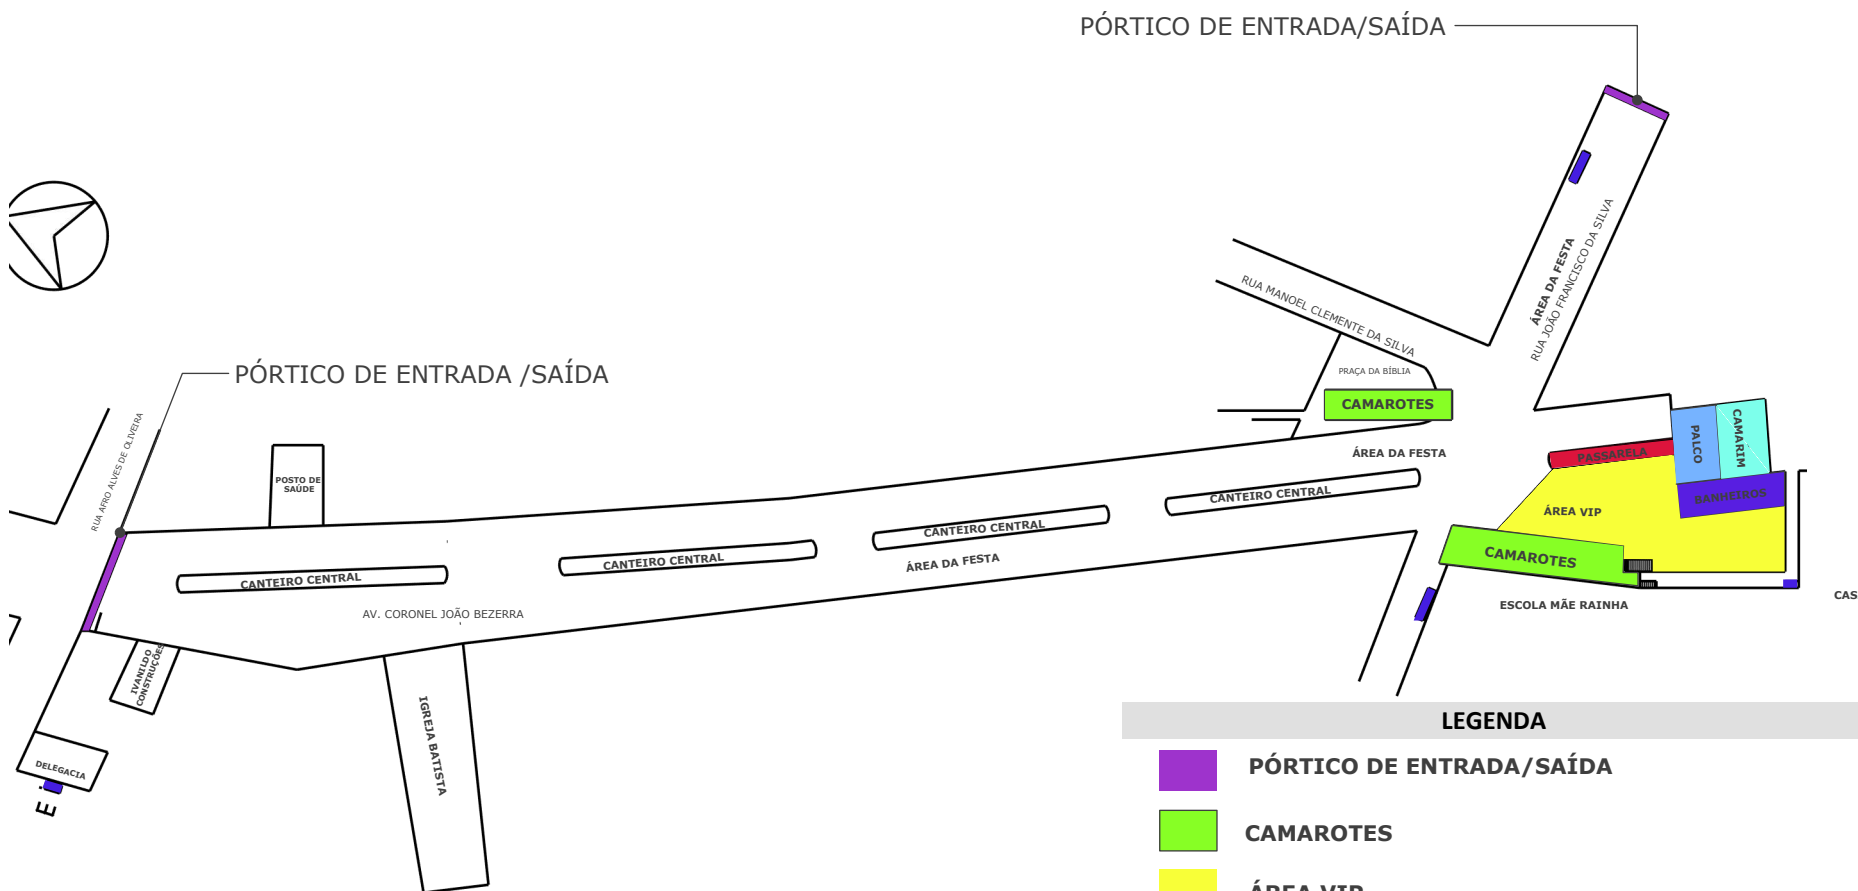 PÓRTICO DE ENTRADA/SAÍDA
ÁREA DA FESTA
RUA JOÃO FRANCISCO DA SILVA
RUA MANOEL CLEMENTE DA SILVA
PRAÇA DA BÍBLIA
CAMAROTES
PÓRTICO DE ENTRADA /SAÍDA
RUA AFRO ALVES DE OLIVEIRA
POSTO DE
SAÚDE
ÁREA DA FESTA
PASSARELA
PALCO
CAMARIM
BANHEIROS
CANTEIRO CENTRAL
CANTEIRO CENTRAL
CANTEIRO CENTRAL
CANTEIRO CENTRAL
ÁREA DA FESTA
ÁREA VIP
CAMAROTES
ESCOLA MÃE RAINHA
CAS
AV. CORONEL JOÃO BEZERRA
IVANILDO
CONSTRUÇÕES
IGREJA BATISTA
DELEGACIA
LEGENDA
PÓRTICO DE ENTRADA/SAÍDA
CAMAROTES
ÁREA VIP